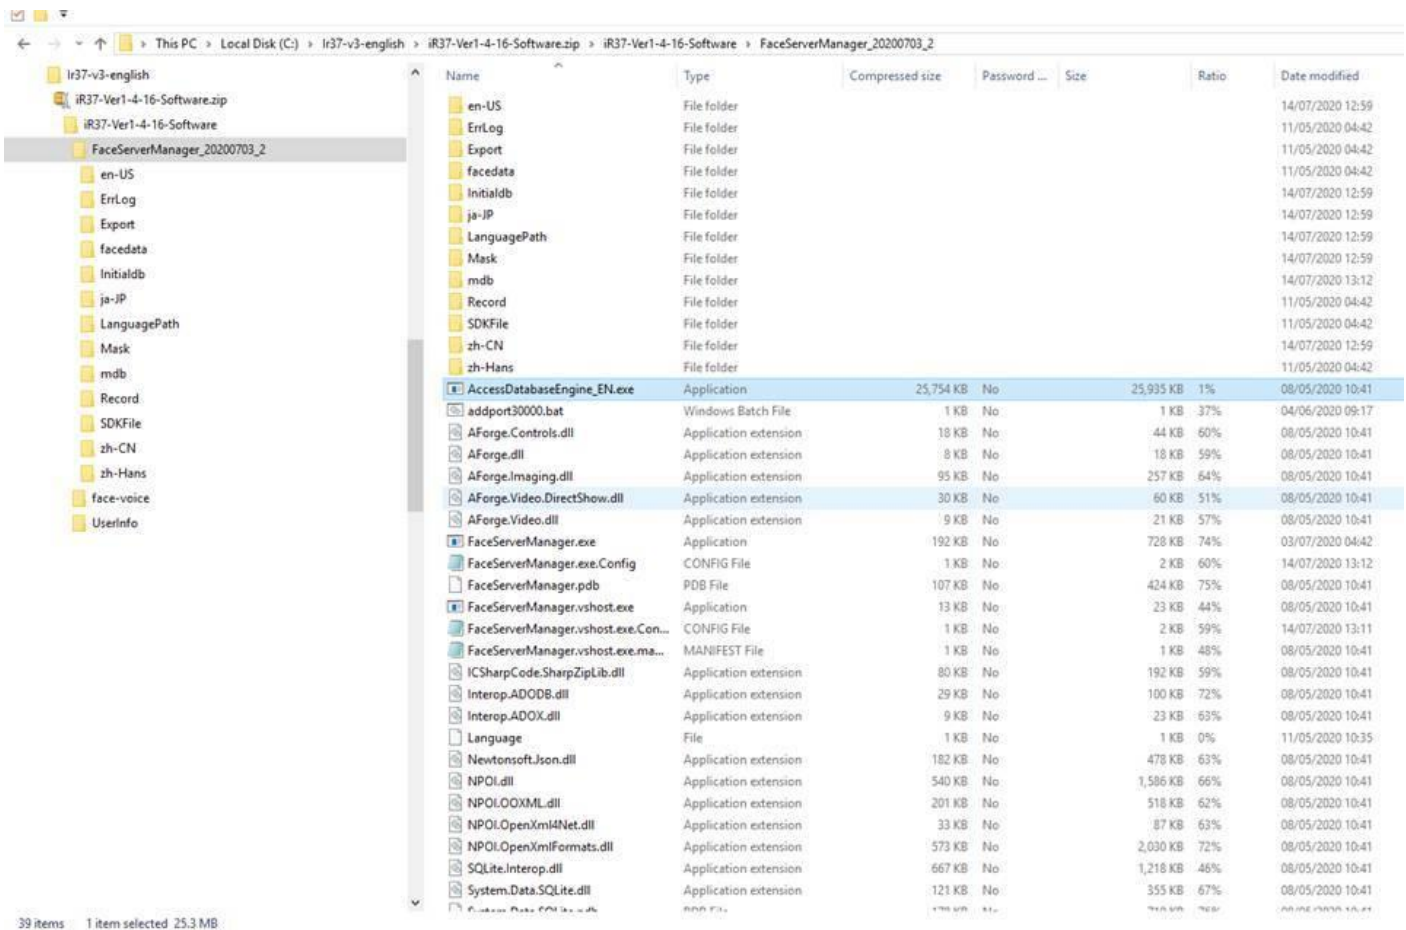 This PC > Local Disk (C:) > Ir37-v3-english > iR37-Ver1-4-16-Software.zip > iR37-Ver1-4-16-Software > FaceServerManager_20200703_2
Ir37-v3-english
iR37-Ver1-4-16-Software.zip
iR37-Ver1-4-16-Software
FaceServerManager_20200703_2
en-US
ErrLog
Export
facedata
Initialdb
ja-JP
LanguagePath
Mask
mdb
Record
SDKFile
zh-CN
zh-Hans
face-voice
UserInfo
Name Type Compressed size Password ... Size Ratio Date modified
en-US File folder 14/07/2020 12:59
ErrLog File folder 11/05/2020 04:42
Export File folder 11/05/2020 04:42
facedata File folder 11/05/2020 04:42
Initialdb File folder 14/07/2020 12:59
ja-JP File folder 14/07/2020 12:59
LanguagePath File folder 14/07/2020 12:59
Mask File folder 14/07/2020 12:59
mdb File folder 14/07/2020 13:12
Record File folder 11/05/2020 04:42
SDKFile File folder 11/05/2020 04:42
zh-CN File folder 14/07/2020 12:59
zh-Hans File folder 11/05/2020 04:42
AccessDatabaseEngine_EN.exe Application 25,754 KB No 25,935 KB 1% 08/05/2020 10:41
addport30000.bat Windows Batch File 1 KB No 1 KB 37% 04/06/2020 09:17
AForge.Controls.dll Application extension 18 KB No 44 KB 60% 08/05/2020 10:41
AForge.dll Application extension 8 KB No 18 KB 59% 08/05/2020 10:41
AForge.Imaging.dll Application extension 95 KB No 257 KB 64% 08/05/2020 10:41
AForge.Video.DirectShow.dll Application extension 30 KB No 60 KB 51% 08/05/2020 10:41
AForge.Video.dll Application extension 9 KB No 21 KB 57% 08/05/2020 10:41
FaceServerManager.exe Application 192 KB No 728 KB 74% 03/07/2020 04:42
FaceServerManager.exe.Config CONFIG File 1 KB No 2 KB 60% 14/07/2020 13:12
FaceServerManager.pdb PDB File 107 KB No 424 KB 75% 08/05/2020 10:41
FaceServerManager.vshost.exe Application 13 KB No 23 KB 44% 08/05/2020 10:41
FaceServerManager.vshost.exe.Con... CONFIG File 1 KB No 2 KB 59% 14/07/2020 13:11
FaceServerManager.vshost.exe.ma... MANIFEST File 1 KB No 1 KB 48% 08/05/2020 10:41
ICSharpCode.SharpZipLib.dll Application extension 80 KB No 192 KB 59% 08/05/2020 10:41
Interop.ADODB.dll Application extension 29 KB No 100 KB 72% 08/05/2020 10:41
Interop.ADOX.dll Application extension 9 KB No 23 KB 63% 08/05/2020 10:41
Language File 1 KB No 1 KB 0% 11/05/2020 10:35
Newtonsoft.Json.dll Application extension 182 KB No 478 KB 63% 08/05/2020 10:41
NPOI.dll Application extension 540 KB No 1,586 KB 66% 08/05/2020 10:41
NPOI.OOXML.dll Application extension 201 KB No 518 KB 62% 08/05/2020 10:41
NPOI.OpenXml4Net.dll Application extension 33 KB No 87 KB 63% 08/05/2020 10:41
NPOI.OpenXmlFormats.dll Application extension 573 KB No 2,030 KB 72% 08/05/2020 10:41
SQLite.Interop.dll Application extension 667 KB No 1,218 KB 46% 08/05/2020 10:41
System.Data.SQLite.dll Application extension 121 KB No 355 KB 67% 08/05/2020 10:41
39 items 1 item selected 25.3 MB